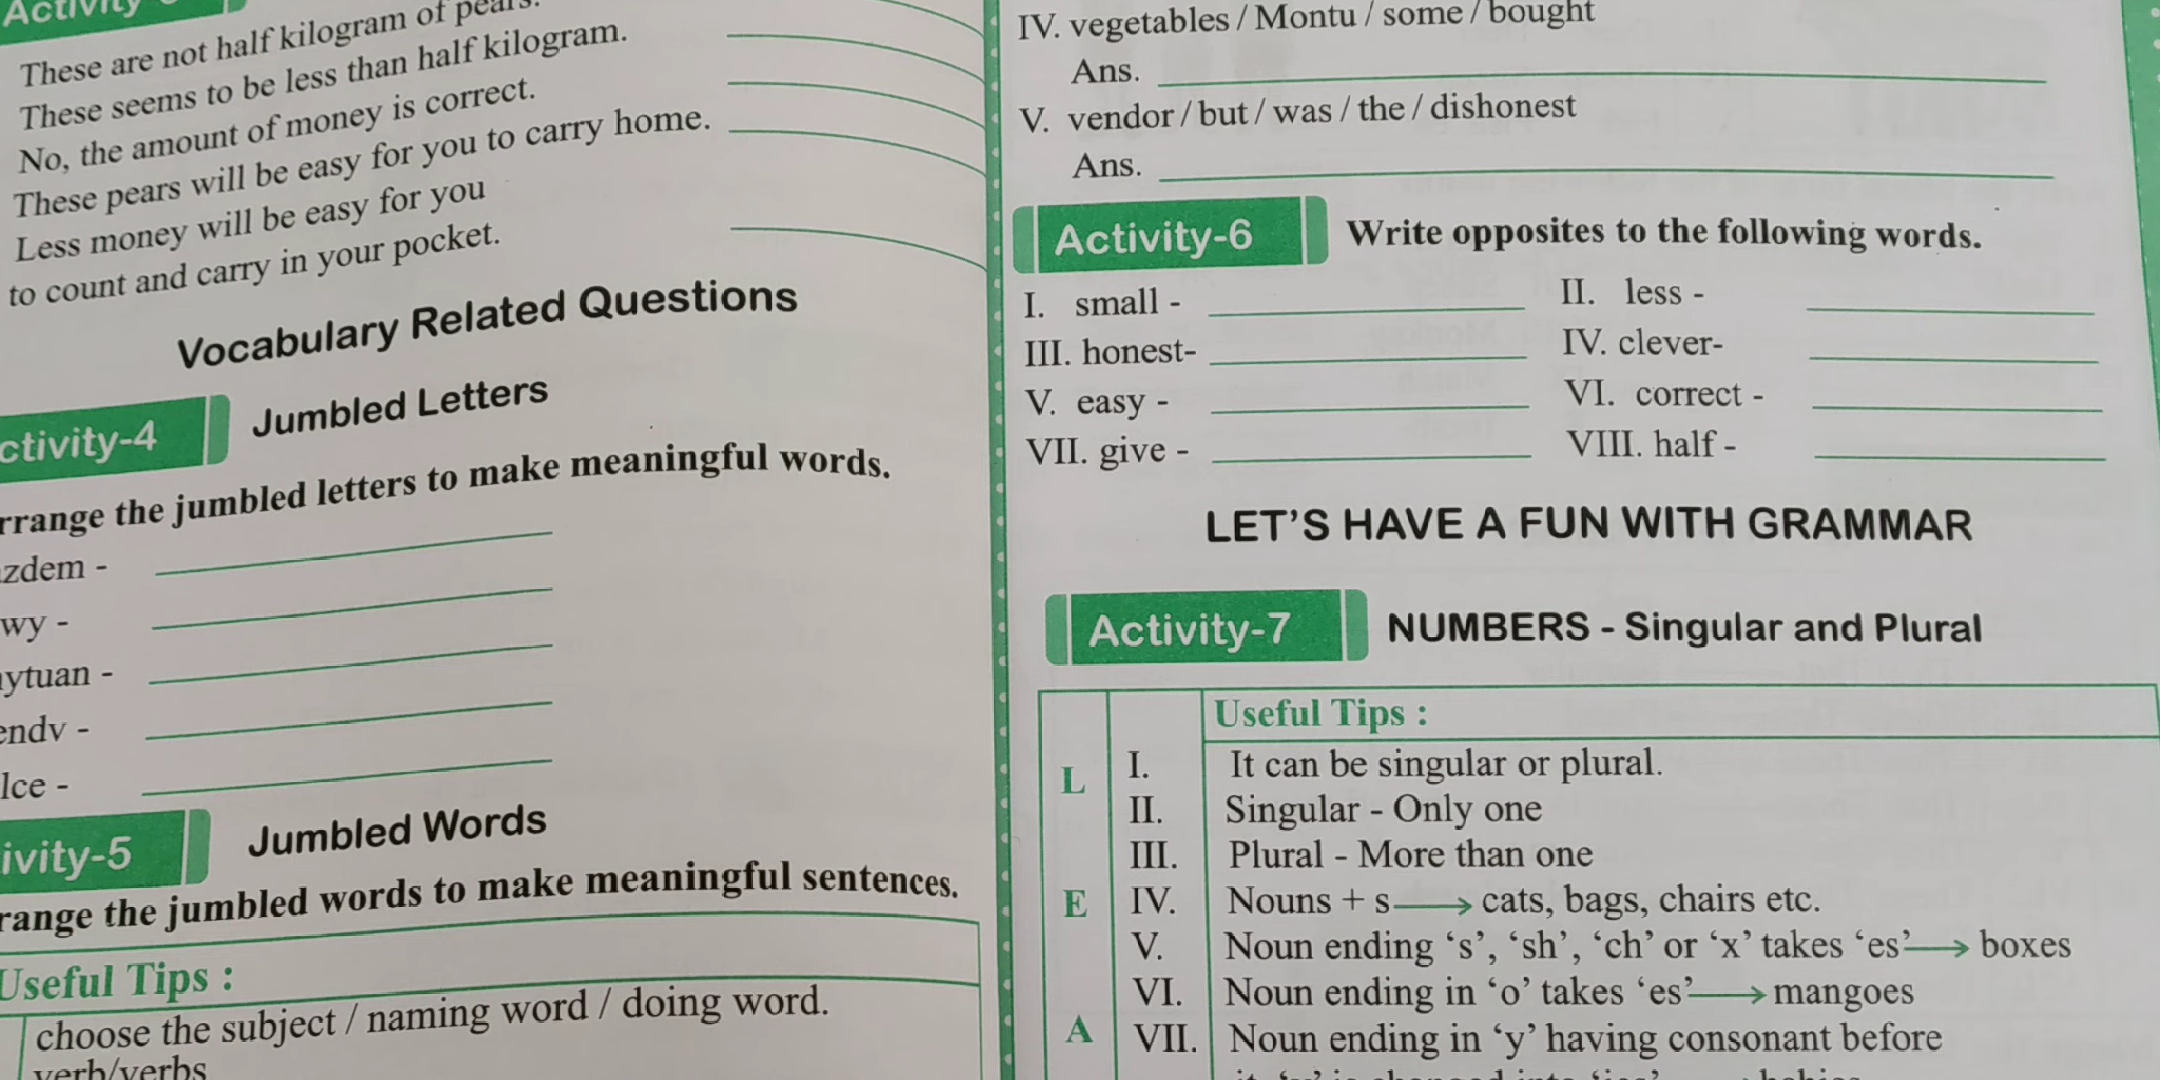 Activity
These are not half kilogram of pears.
These seems to be less than half kilogram.
No, the amount of money is correct.
These pears will be easy for you to carry home.
Less money will be easy for you
to count and carry in your pocket.
Vocabulary Related Questions
ctivity-4 Jumbled Letters
rrange the jumbled letters to make meaningful words.
zdem -
wy -
ytuan -
endv -
lce -
ivity-5 Jumbled Words
range the jumbled words to make meaningful sentences.
Useful Tips :
choose the subject / naming word / doing word.
verb/verbs
IV. vegetables / Montu / some / bought
Ans.
V. vendor / but / was / the / dishonest
Ans.
Activity-6 Write opposites to the following words.
I. small - II. less -
III. honest- IV. clever-
V. easy - VI. correct -
VII. give - VIII. half -
LET'S HAVE A FUN WITH GRAMMAR
Activity-7 NUMBERS - Singular and Plural
Useful Tips :
L I. It can be singular or plural.
II. Singular - Only one
III. Plural - More than one
E IV. Nouns + s⟶ cats, bags, chairs etc.
V. Noun ending ‘s’, ‘sh’, ‘ch’ or ‘x’ takes ‘es’⟶ boxes
VI. Noun ending in ‘o’ takes ‘es’⟶ mangoes
A VII. Noun ending in ‘y’ having consonant before